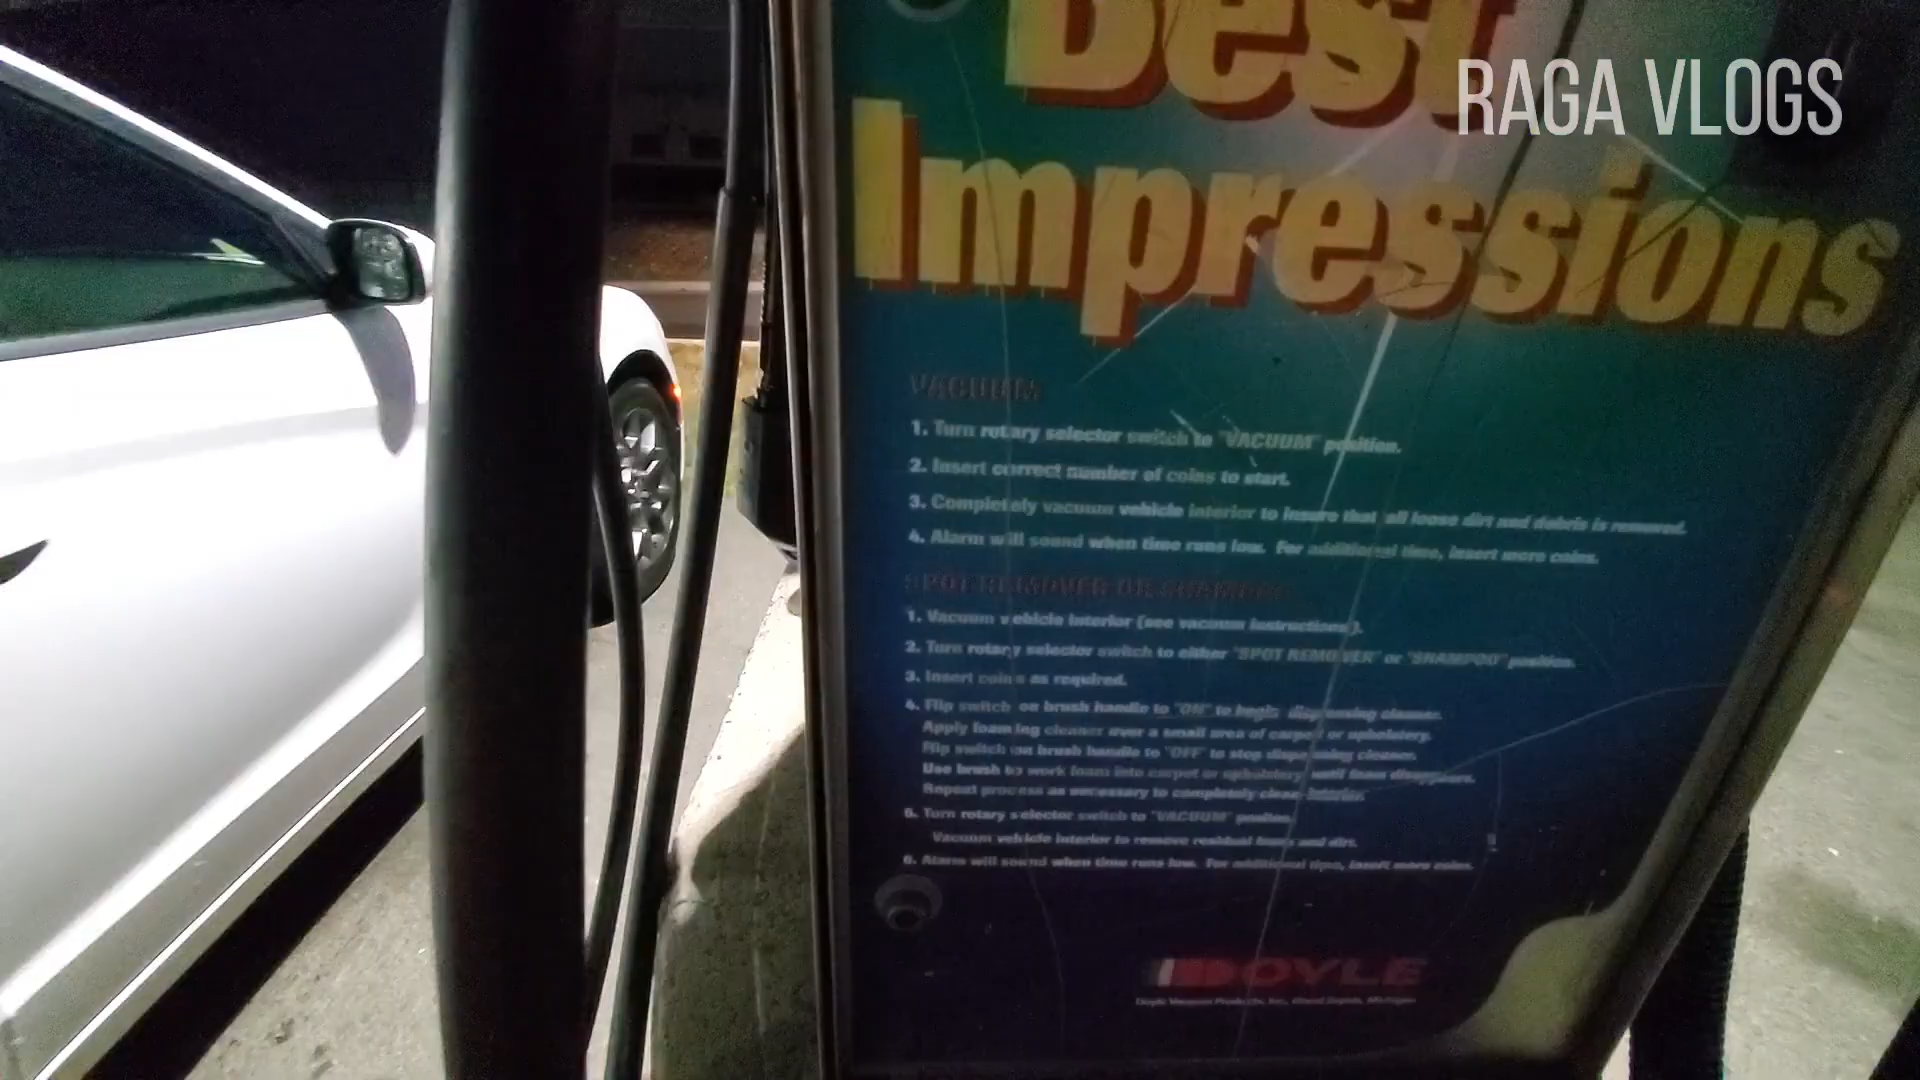 Best
RAGA VLOGS
Impressions
VACUUM
1. Turn rotary selector switch to "VACUUM" position.
2. Insert correct number of coins to start.
3. Completely vacuum vehicle interior to insure that all loose dirt and debris is removed.
4. Alarm will sound when time runs low. For additional time, insert more coins.
SPOT REMOVER OR SHAMPOO
1. Vacuum vehicle interior (see vacuum instructions).
2. Turn rotary selector switch to either "SPOT REMOVER" or "SHAMPOO" position.
3. Insert coins as required.
4. Flip switch on brush handle to "ON" to begin dispensing cleaner.
Apply foaming cleaner over a small area of carpet or upholstery.
Flip switch on brush handle to "OFF" to stop dispensing cleaner.
Use brush to work foam into carpet or upholstery until foam disappears.
Repeat process as necessary to completely clean interior.
5. Turn rotary selector switch to "VACUUM" position.
Vacuum vehicle interior to remove residual foam and dirt.
6. Alarm will sound when time runs low. For additional time, insert more coins.
DOYLE
Doyle Vacuum Products, Inc., Grand Rapids, Michigan